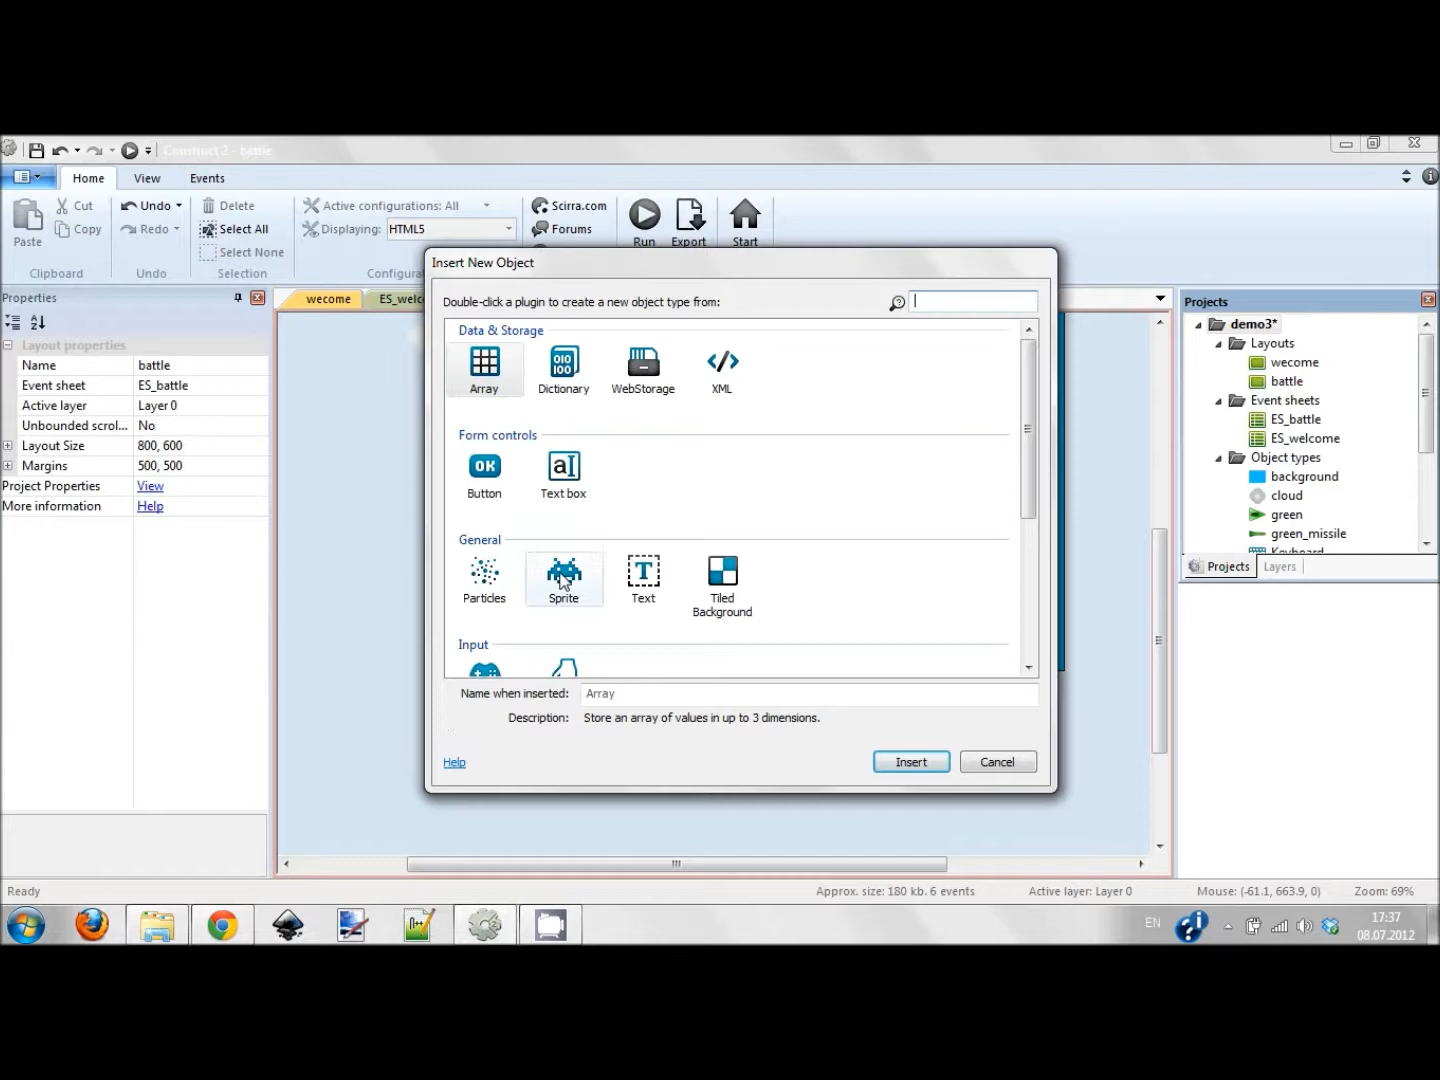 Construct 2 - battle
Home View Events
Paste
Cut
Copy
Clipboard
Undo
Redo
Undo
Delete
Select All
Select None
Selection
Active configurations: All
Displaying: HTML5
Configura
Scirra.com
Forums
Run Export Start
Properties
Layout properties
Name battle
Event sheet ES_battle
Active layer Layer 0
Unbounded scrol... No
Layout Size 800, 600
Margins 500, 500
Project Properties View
More information Help
wecome ES_welc
Insert New Object
Double-click a plugin to create a new object type from:
Data & Storage
Array Dictionary WebStorage XML
Form controls
Button Text box
General
Particles Sprite Text Tiled Background
Input
Name when inserted: Array
Description: Store an array of values in up to 3 dimensions.
Help Insert Cancel
Projects
demo3*
Layouts
wecome
battle
Event sheets
ES_battle
ES_welcome
Object types
background
cloud
green
green_missile
Keyboard
Projects Layers
Ready Approx. size: 180 kb. 6 events Active layer: Layer 0 Mouse: (-61.1, 663.9, 0) Zoom: 69%
EN
17:37
08.07.2012